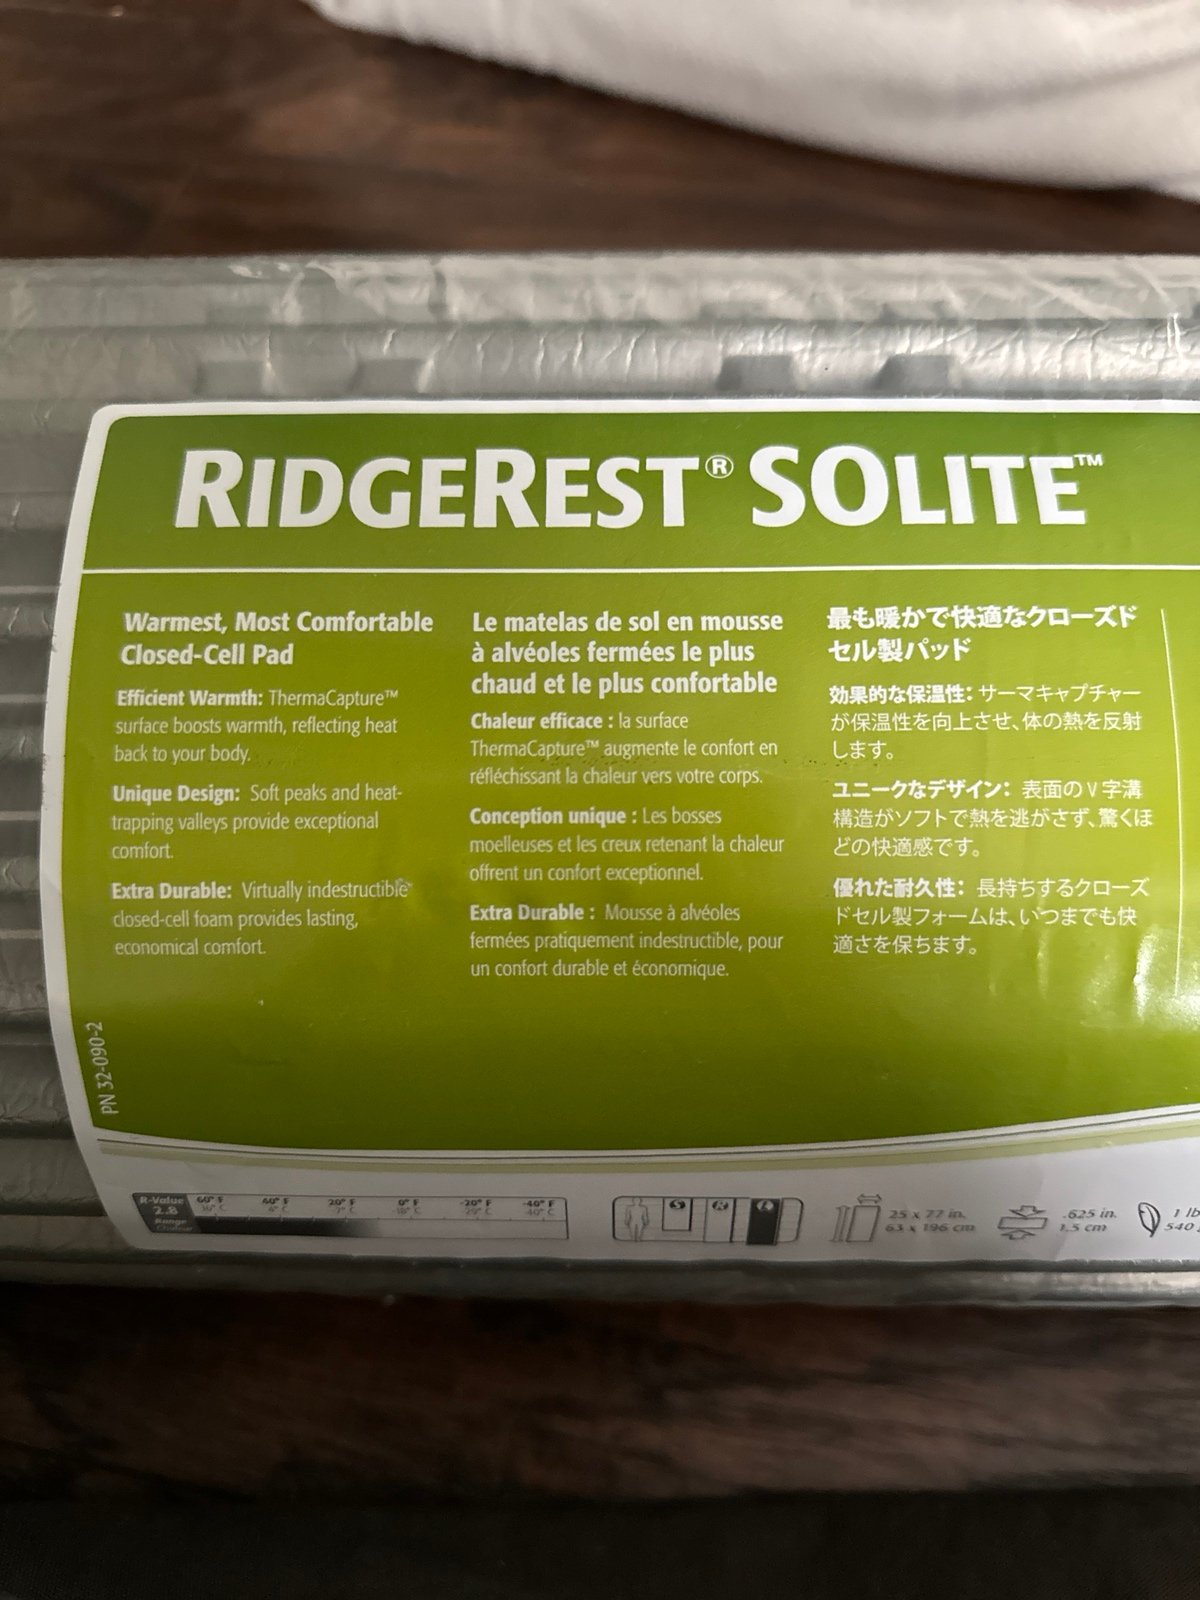 RIDGEREST® SOLITE™
Warmest, Most Comfortable
Closed-Cell Pad
Efficient Warmth: ThermaCapture™
surface boosts warmth, reflecting heat
back to your body.
Unique Design: Soft peaks and heat-
trapping valleys provide exceptional
comfort.
Extra Durable: Virtually indestructible
closed-cell foam provides lasting,
economical comfort.
Le matelas de sol en mousse
à alvéoles fermées le plus
chaud et le plus confortable
Chaleur efficace : la surface
ThermaCapture™ augmente le confort en
réfléchissant la chaleur vers votre corps.
Conception unique : Les bosses
moelleuses et les creux retenant la chaleur
offrent un confort exceptionnel.
Extra Durable : Mousse à alvéoles
fermées pratiquement indestructible, pour
un confort durable et économique.
最も暖かで快適なクローズド
セル製パッド
効果的な保温性: サーマキャプチャー
が保温性を向上させ、体の熱を反射
します。
ユニークなデザイン: 表面のV字溝
構造がソフトで熱を逃がさず、驚くほ
どの快適感です。
優れた耐久性: 長持ちするクローズ
ドセル製フォームは、いつまでも快
適さを保ちます。
PN 32-090-2
R-Value
2.8
Range
60° F 40° F 20° F 0° F -20° F -40° F
S R L
25 x 77 in.
63 x 196 cm
.625 in.
1.5 cm
1 lb
540